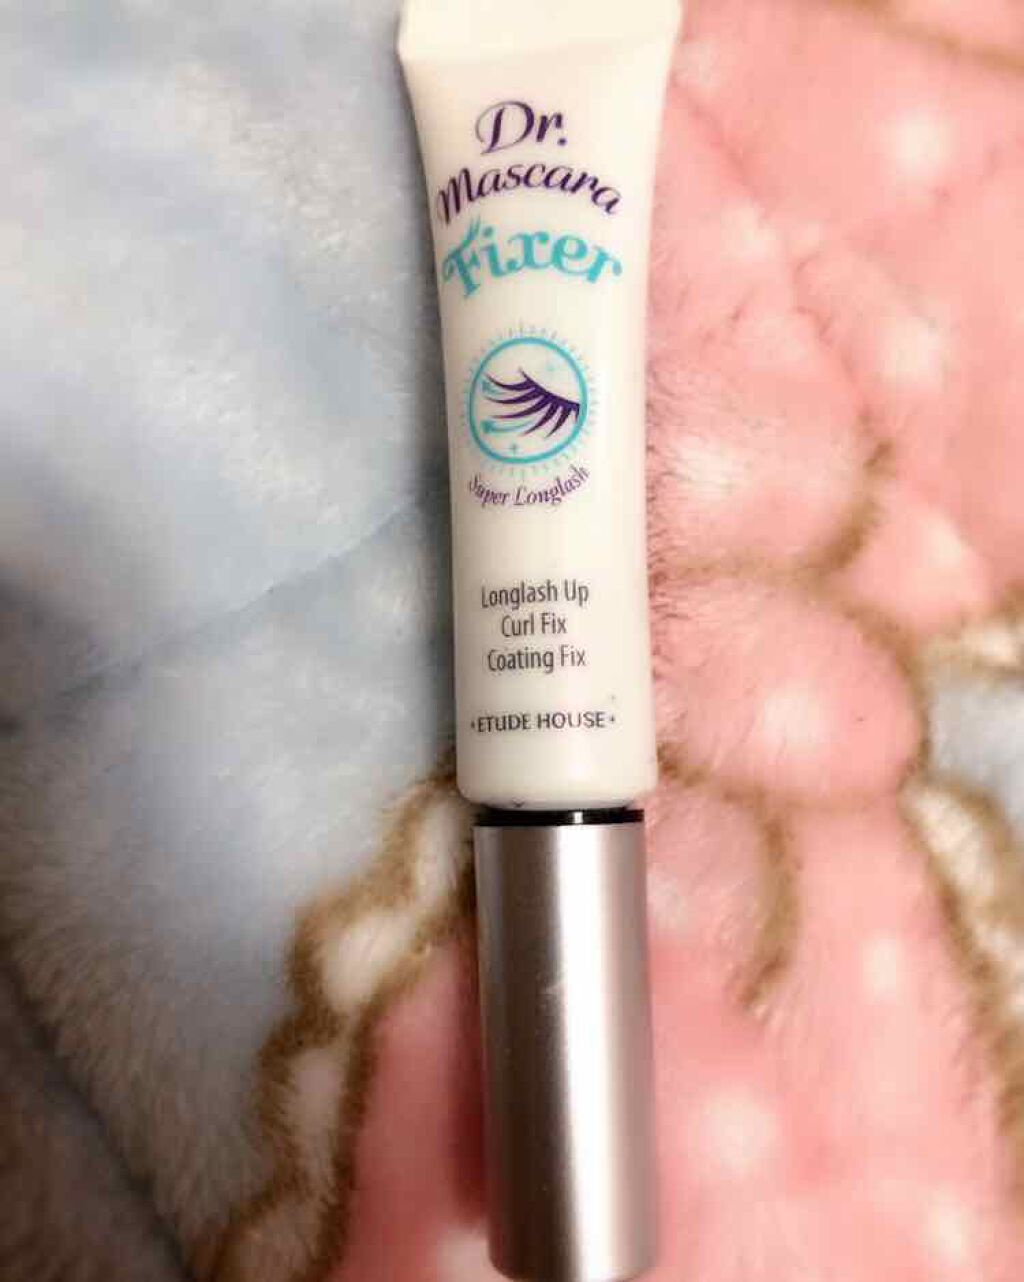 Dr.
Mascara
Fixer
Super Longlash
Longlash Up
Curl Fix
Coating Fix
•ETUDE HOUSE•